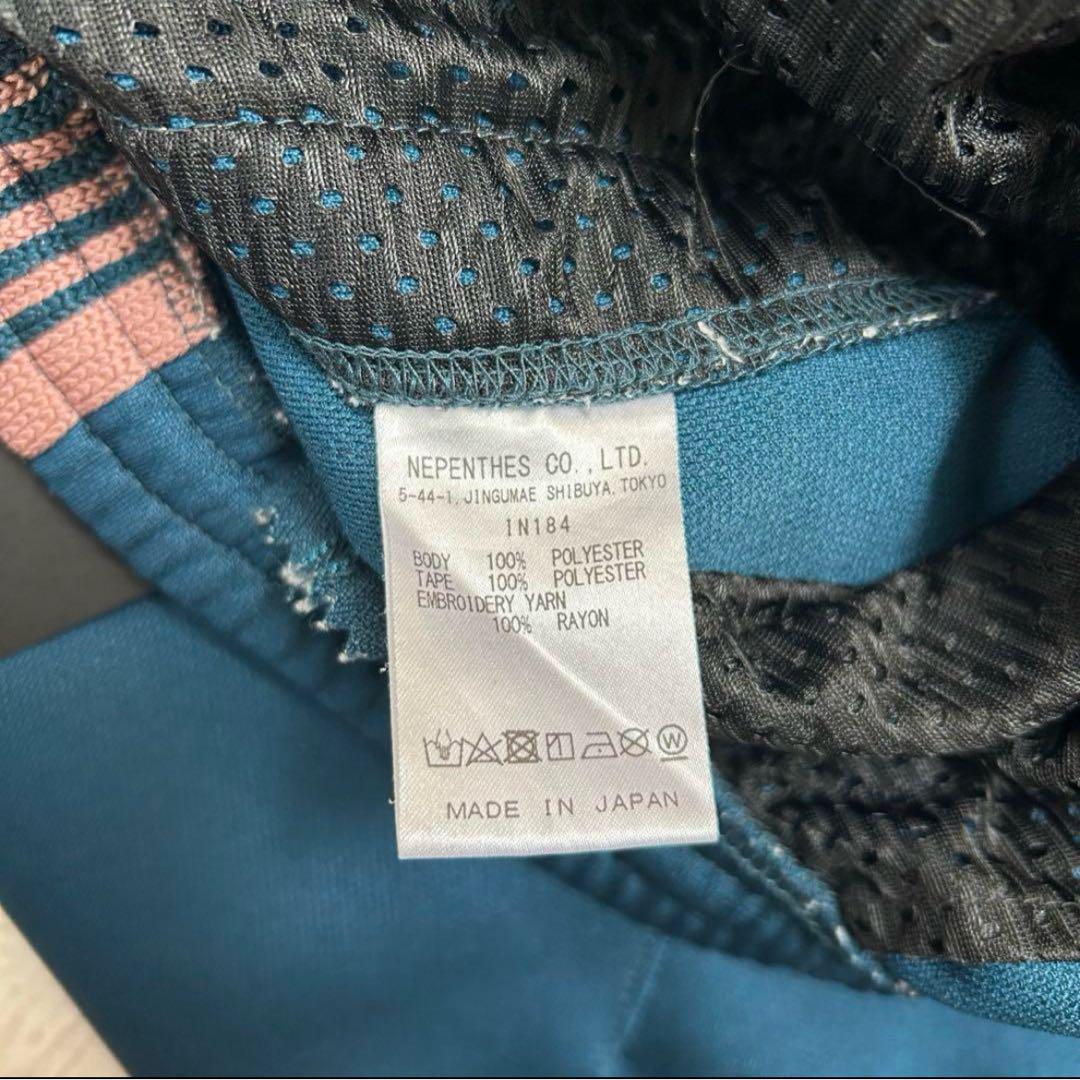 NEPENTHES CO.,LTD.
5-44-1, JINGUMAE SHIBUYA, TOKYO
IN184
BODY 100% POLYESTER
TAPE 100% POLYESTER
EMBROIDERY YARN
100% RAYON
W
MADE IN JAPAN